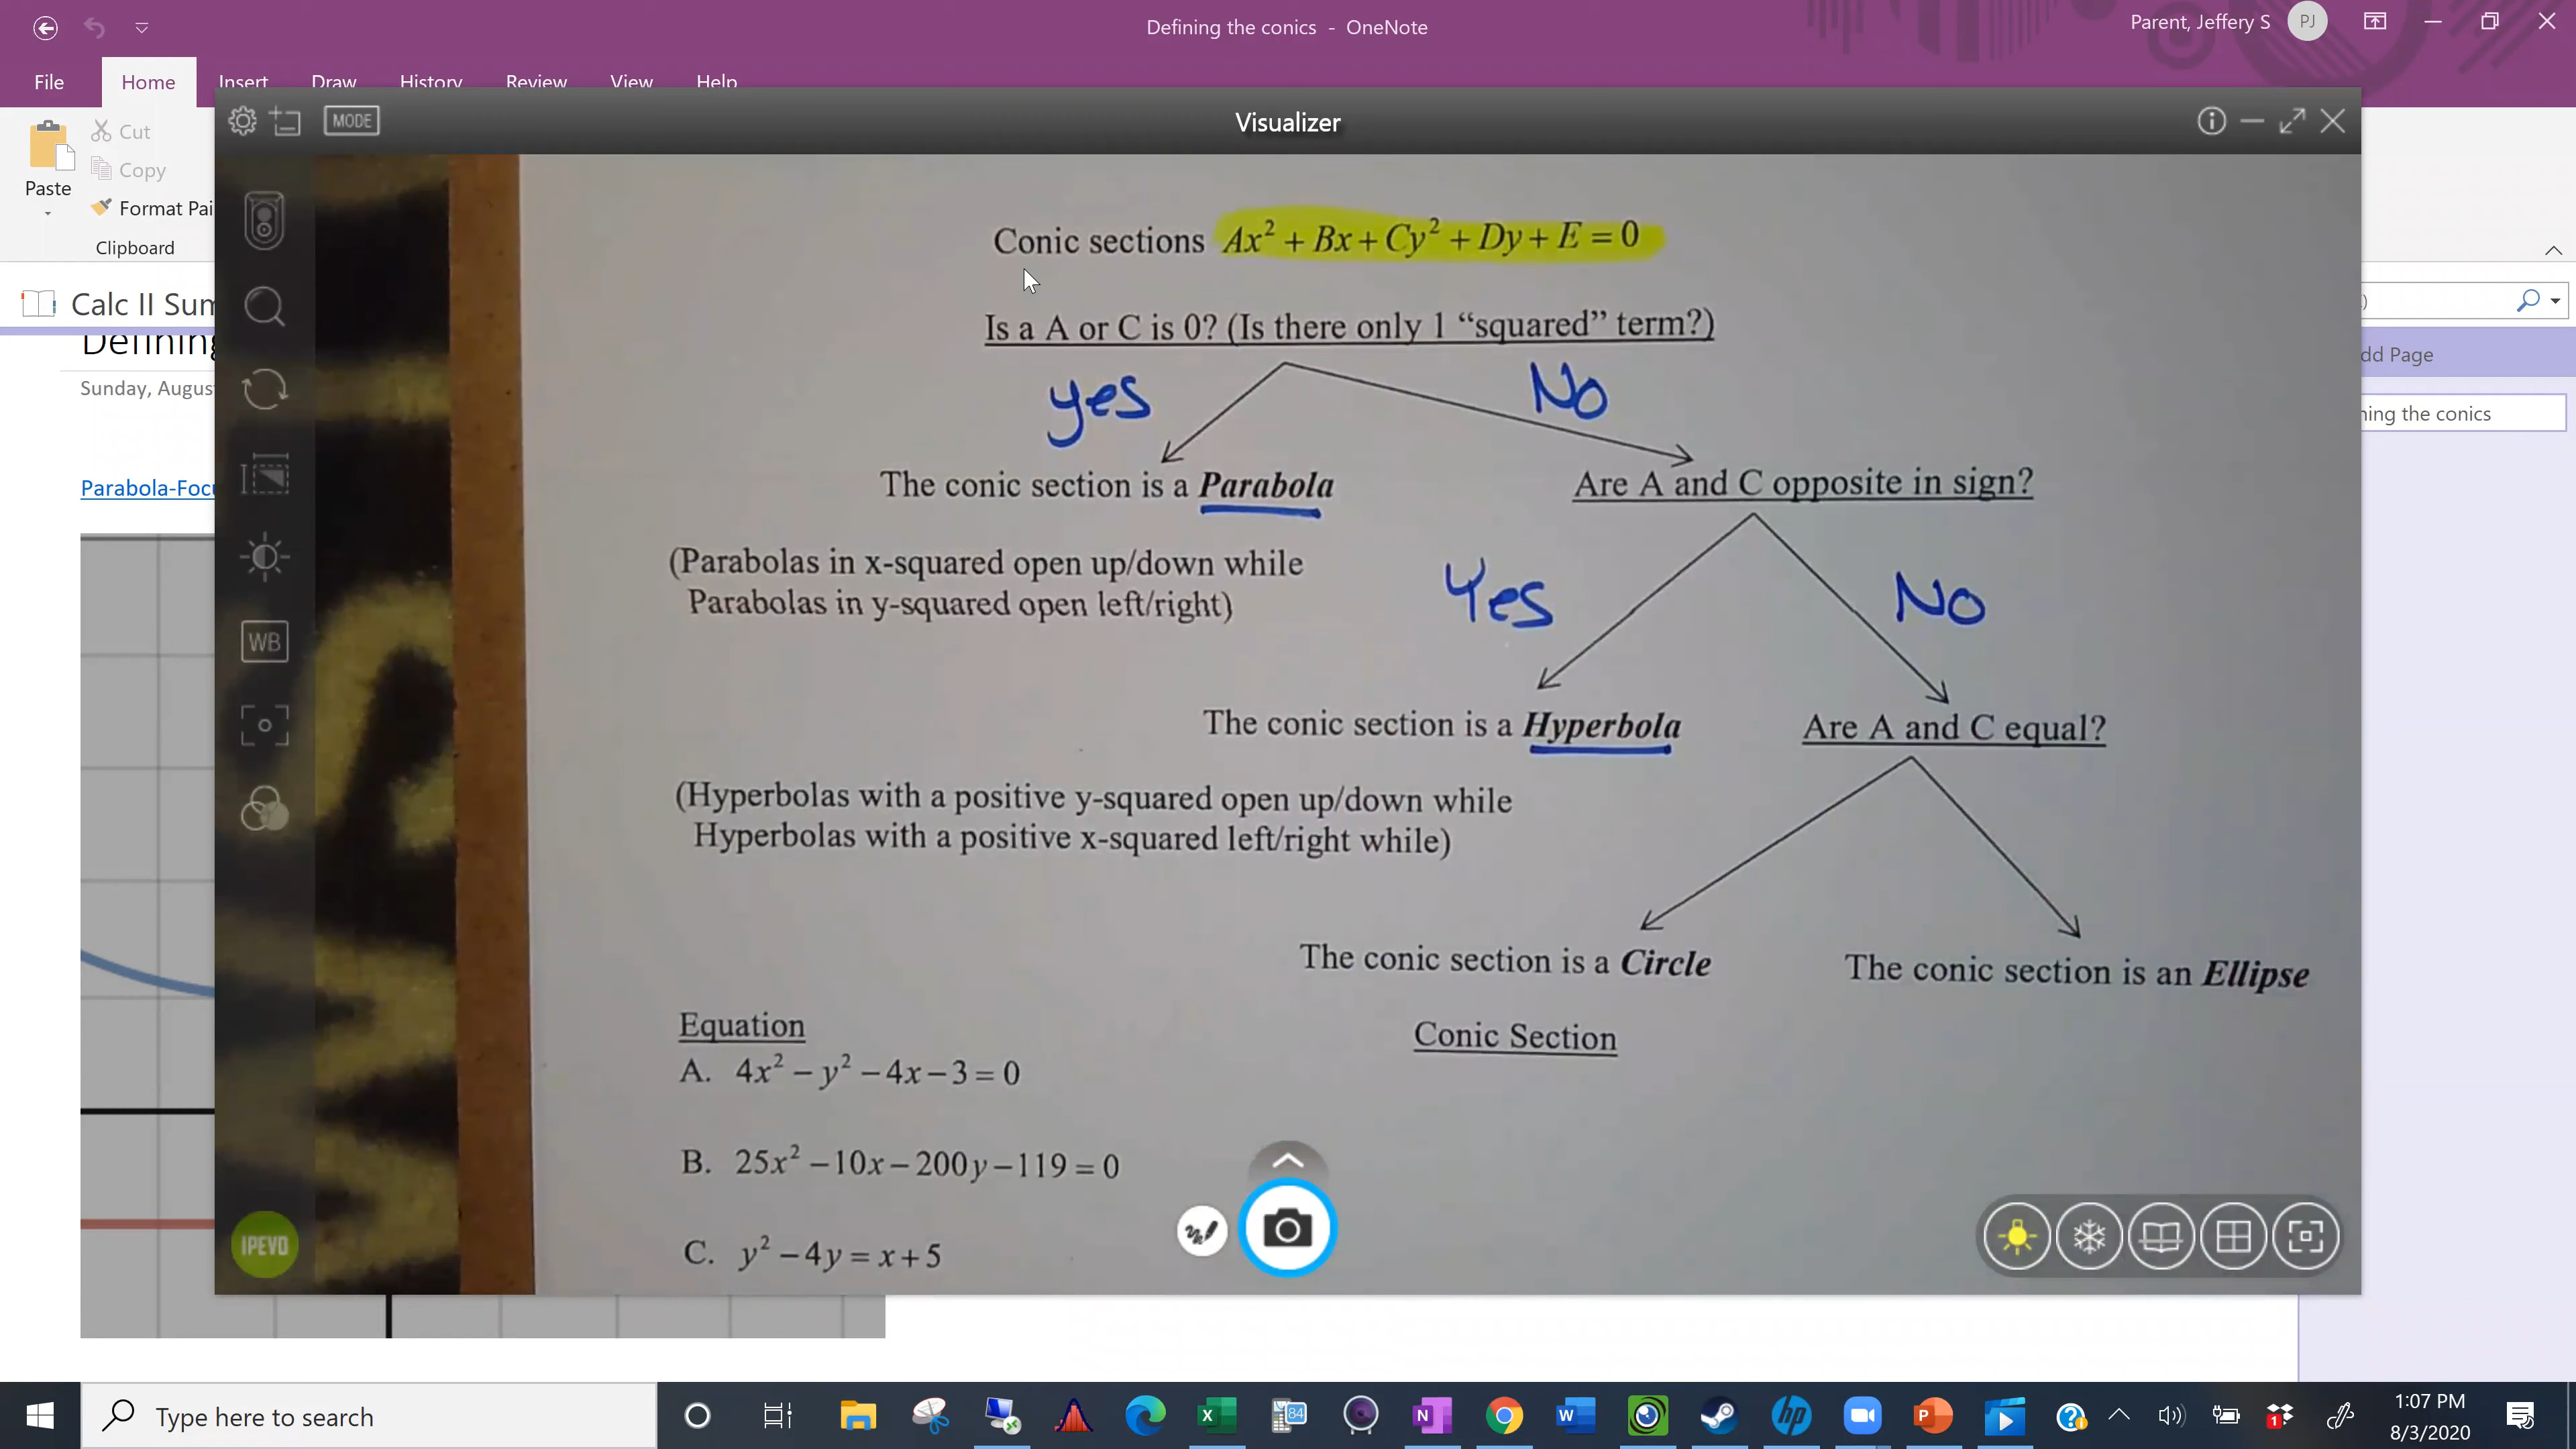 Defining the conics - OneNote
Parent, Jeffery S PJ
File Home Insert Draw History Review View Help
Paste
Cut
Copy
Format Pai
Clipboard
MODE
Visualizer
Calc II Sum
Defining
Sunday, Augus
Parabola-Focu
dd Page
ning the conics
WB
IPEVO
Conic sections Ax² + Bx + Cy² + Dy + E = 0
Is a A or C is 0? (Is there only 1 “squared” term?)
yes No
The conic section is a Parabola
Are A and C opposite in sign?
(Parabolas in x-squared open up/down while
Parabolas in y-squared open left/right)
Yes No
The conic section is a Hyperbola
Are A and C equal?
(Hyperbolas with a positive y-squared open up/down while
Hyperbolas with a positive x-squared left/right while)
The conic section is a Circle
The conic section is an Ellipse
Equation
Conic Section
A. 4x² – y² – 4x – 3 = 0
B. 25x² – 10x – 200y – 119 = 0
C. y² – 4y = x + 5
Type here to search
84
1:07 PM
8/3/2020